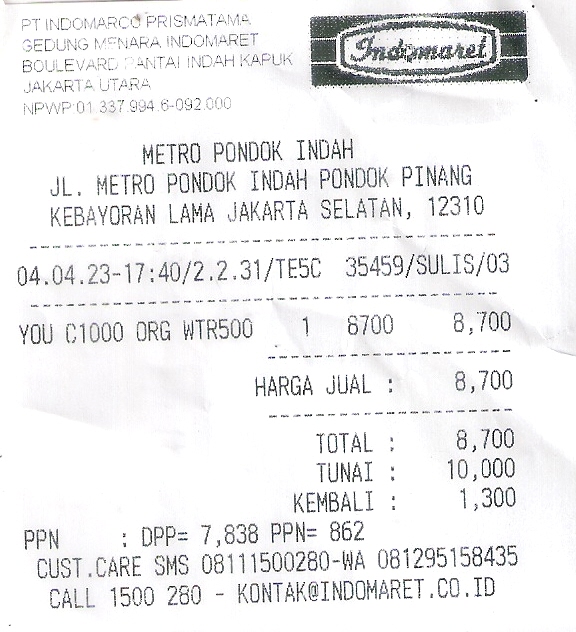 PT INDOMARCO PRISMATAMA
GEDUNG MENARA INDOMARET
BOULEVARD PANTAI INDAH KAPUK
JAKARTA UTARA
NPWP:01.337.994.6-092.000
Indomaret
METRO PONDOK INDAH
JL. METRO PONDOK INDAH PONDOK PINANG
KEBAYORAN LAMA JAKARTA SELATAN, 12310
04.04.23-17:40/2.2.31/TE5C 35459/SULIS/03
YOU C1000 ORG WTR500 1 8700 8,700
HARGA JUAL : 8,700
TOTAL : 8,700
TUNAI : 10,000
KEMBALI : 1,300
PPN : DPP= 7,838 PPN= 862
CUST.CARE SMS 08111500280-WA 081295158435
CALL 1500 280 - KONTAK@INDOMARET.CO.ID